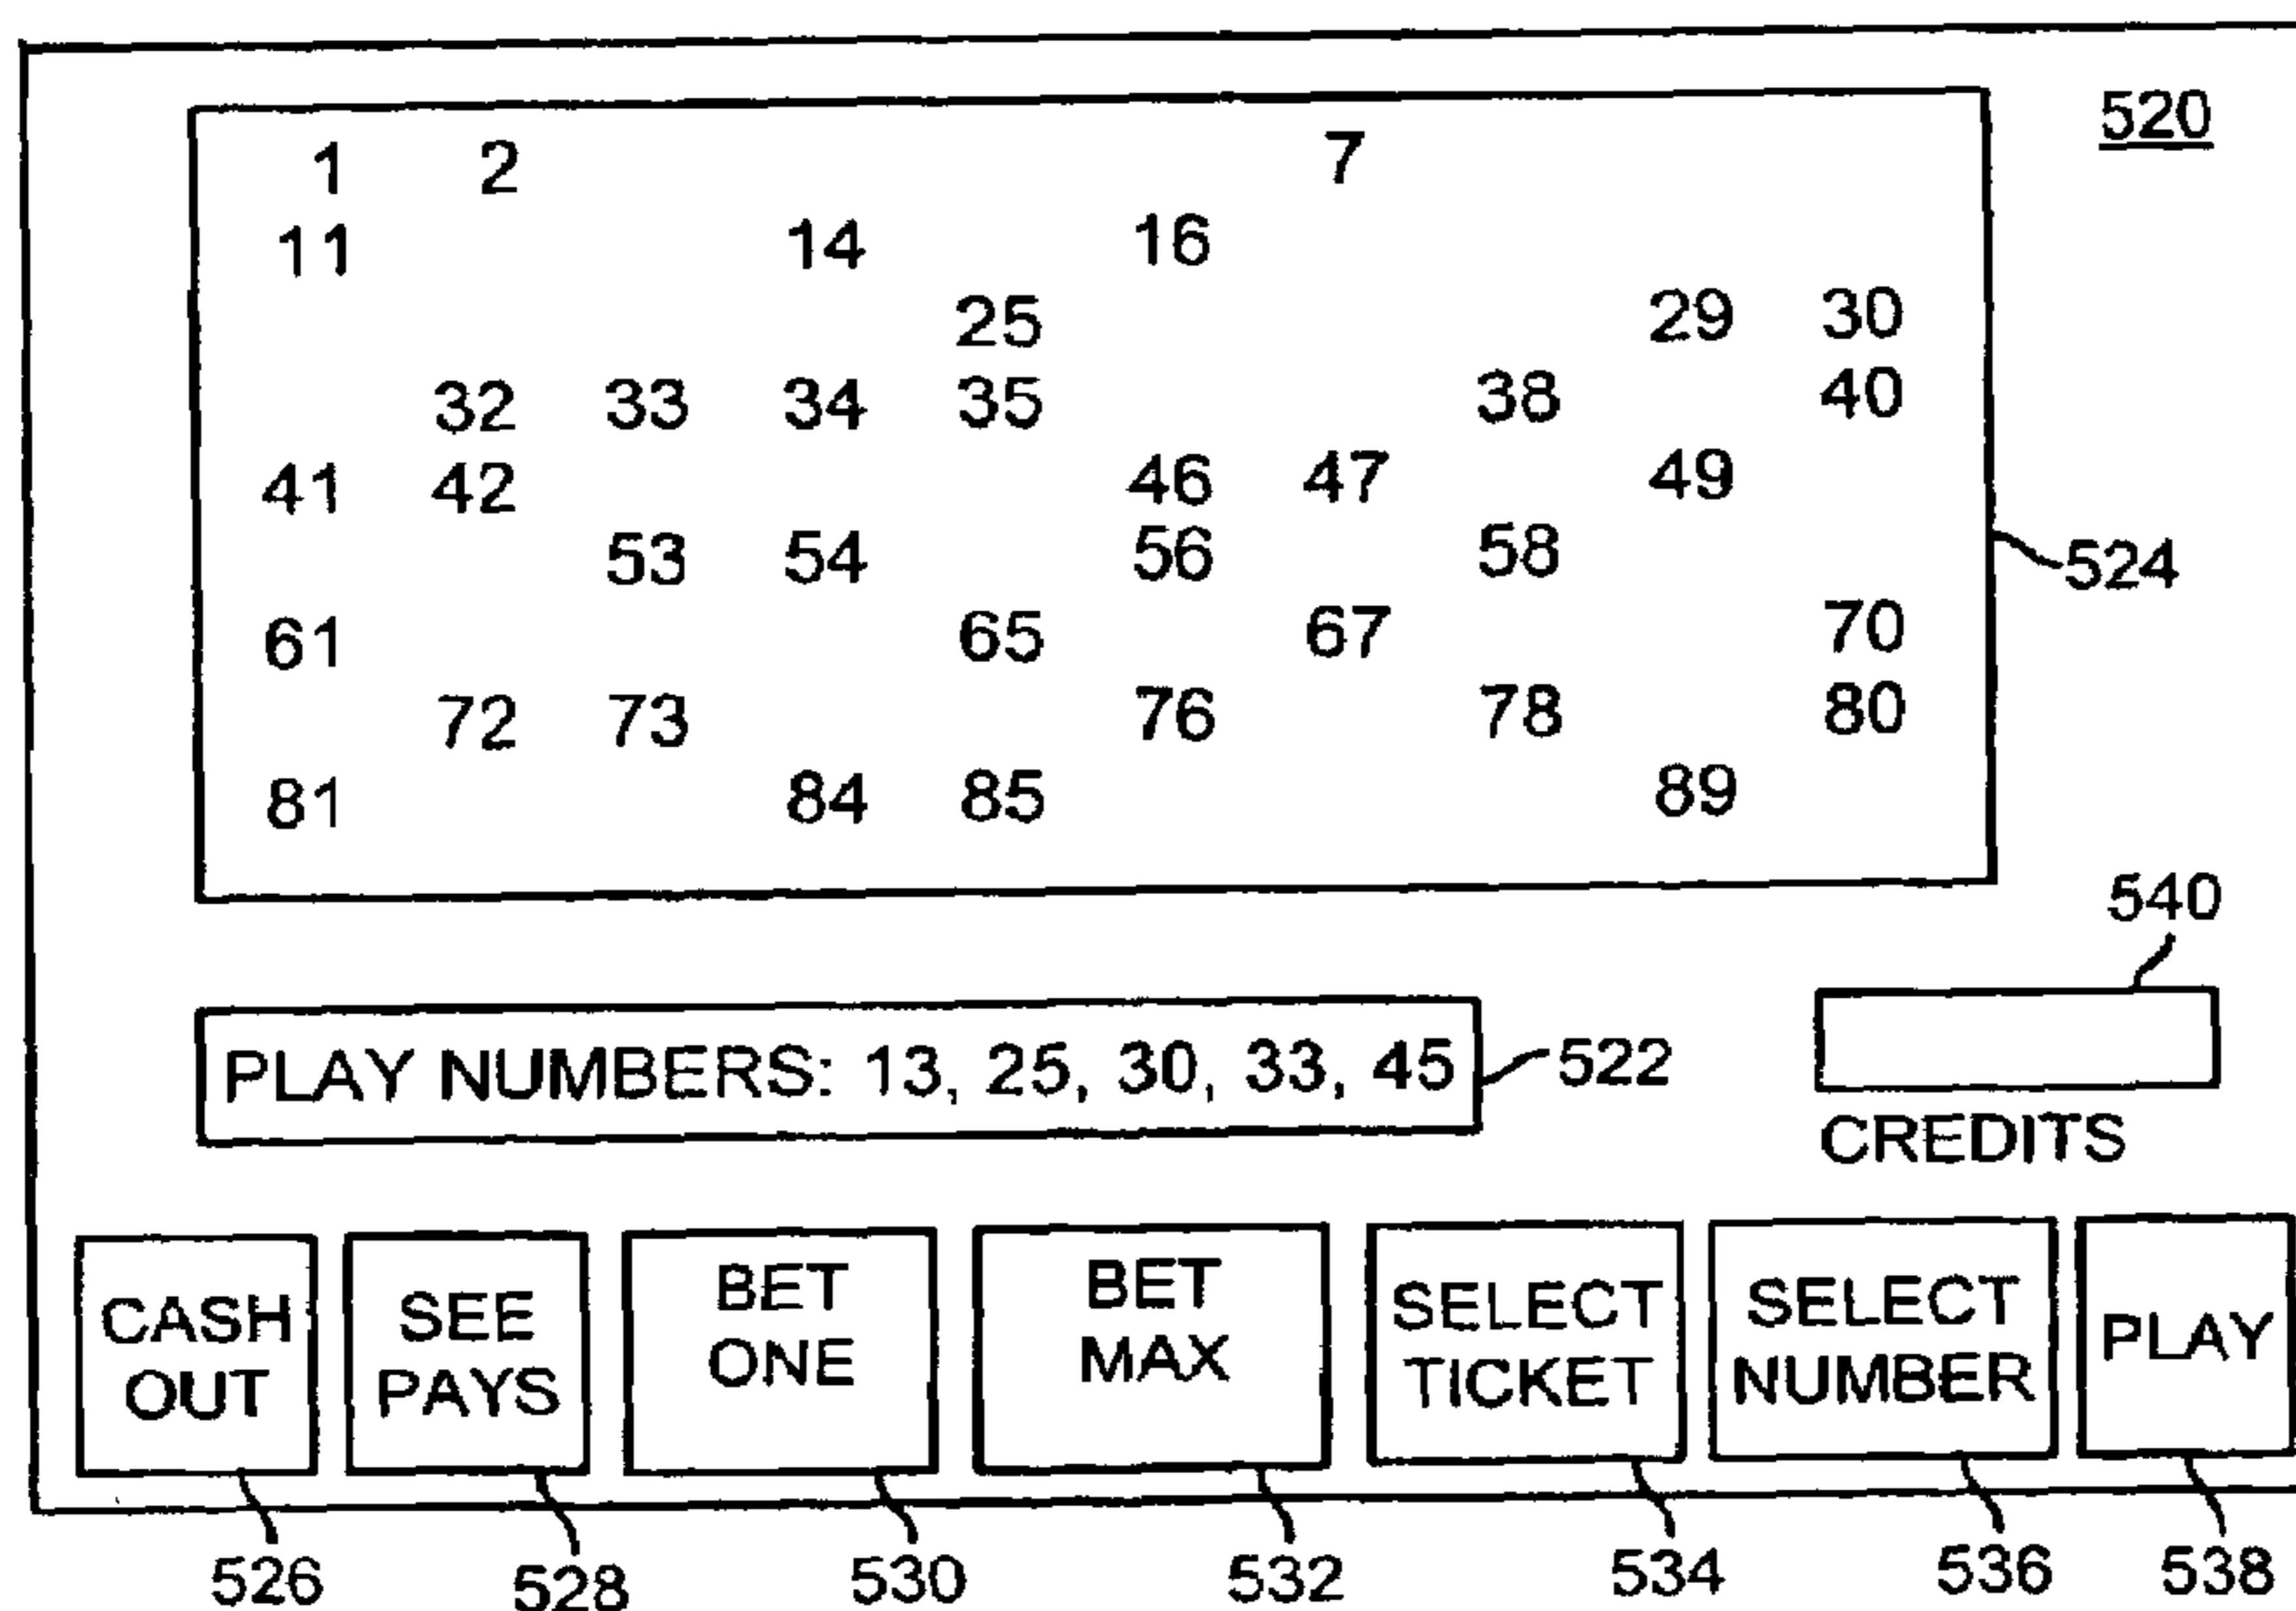 520
1 2 7
11 14 16
25 29 30
32 33 34 35 38 40
41 42 46 47 49
53 54 56 58
524
61 65 67 70
72 73 76 78 80
81 84 85 89
540
PLAY NUMBERS: 13, 25, 30, 33, 45
522
CREDITS
CASH
OUT
SEE
PAYS
BET
ONE
BET
MAX
SELECT
TICKET
SELECT
NUMBER
PLAY
526 528 530 532 534 536 538